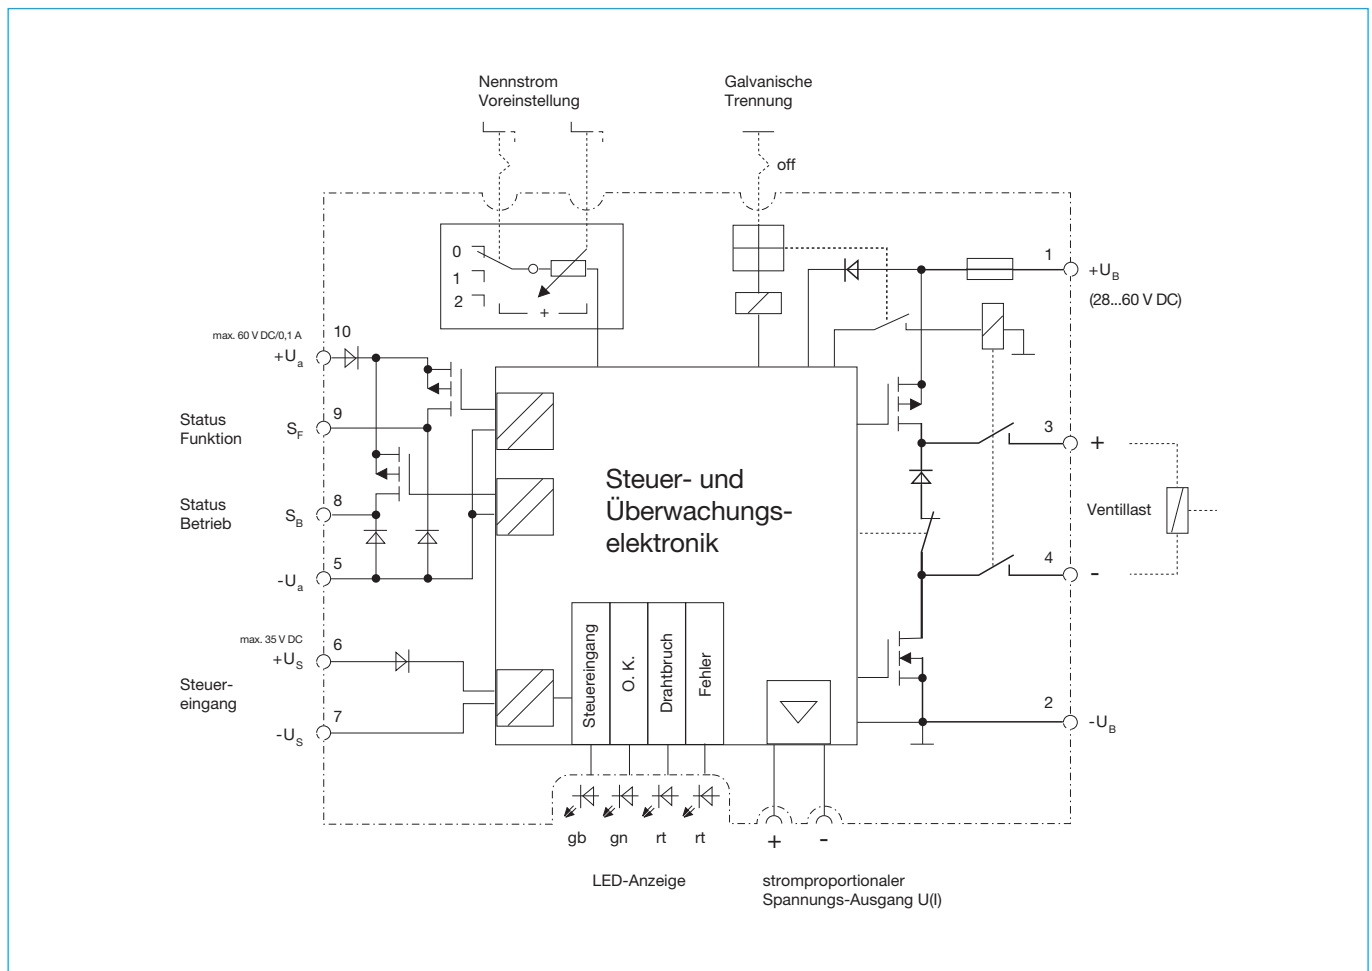 Nennstrom
Voreinstellung
Galvanische
Trennung
off
0
1
2
+
1
+U_B
(28...60 V DC)
max. 60 V DC/0,1 A
10
+U_a
Status
Funktion
9
S_F
Status
Betrieb
8
S_B
5
-U_a
max. 35 V DC
6
+U_S
Steuer-
eingang
7
-U_S
Steuer- und
Überwachungs-
elektronik
Steuereingang
O. K.
Drahtbruch
Fehler
3
+
Ventillast
4
-
2
-U_B
gb
gn
rt
rt
+
-
LED-Anzeige
stromproportionaler
Spannungs-Ausgang U(I)